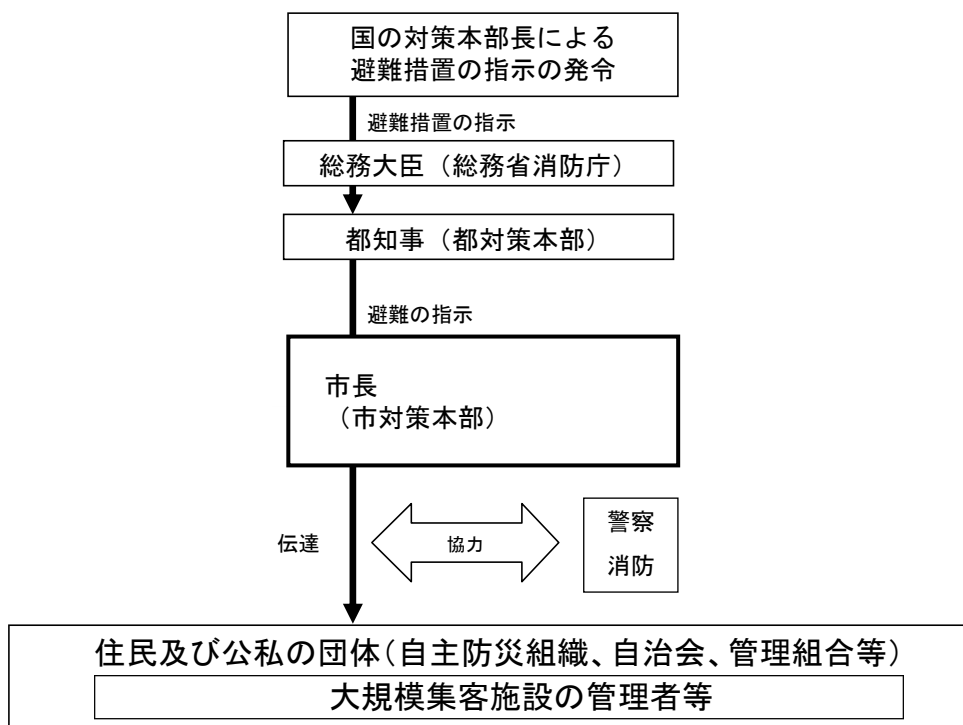 国の対策本部長による
避難措置の指示の発令
避難措置の指示
総務大臣（総務省消防庁）
都知事（都対策本部）
避難の指示
市長
（市対策本部）
伝達
協力
警察
消防
住民及び公私の団体（自主防災組織、自治会、管理組合等）
大規模集客施設の管理者等